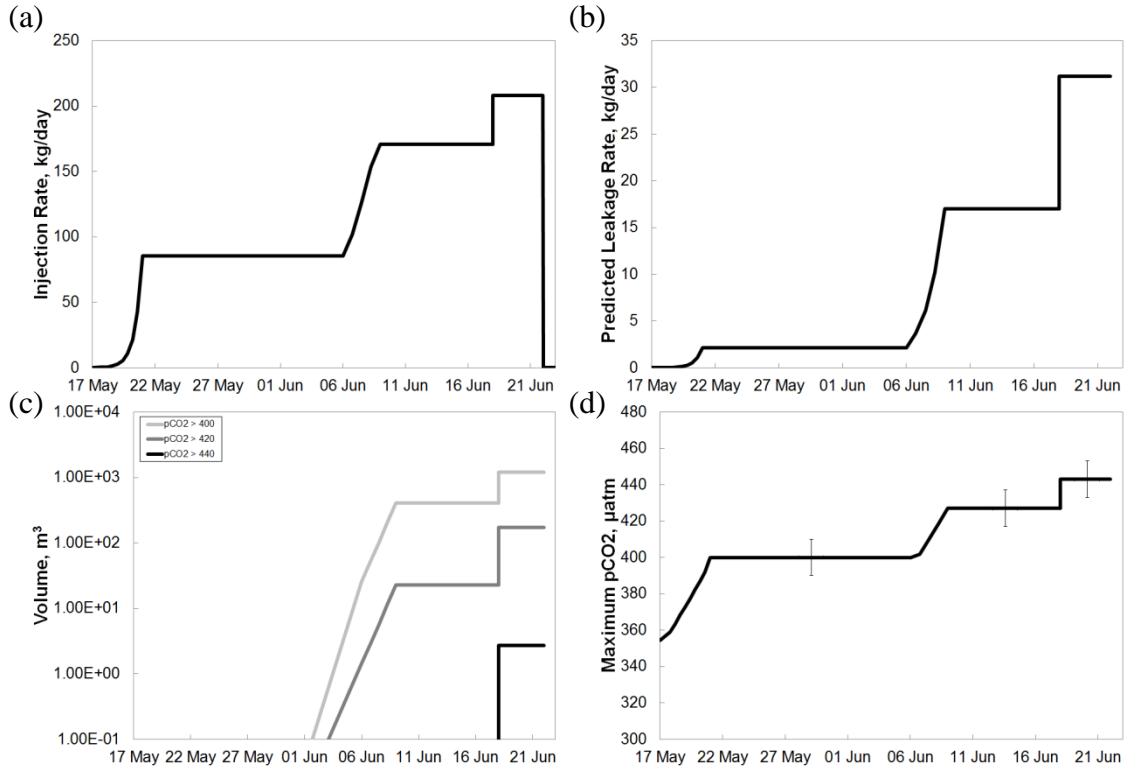 (a)
250
200
150
100
50
0
Injection Rate, kg/day
17 May 22 May 27 May 01 Jun 06 Jun 11 Jun 16 Jun 21 Jun
(b)
35
30
25
20
15
10
5
0
Predicted Leakage Rate, kg/day
17 May 22 May 27 May 01 Jun 06 Jun 11 Jun 16 Jun 21 Jun
(c)
1.00E+04
1.00E+03
1.00E+02
1.00E+01
1.00E+00
1.00E-01
Volume, m³
pCO2 > 400
pCO2 > 420
pCO2 > 440
17 May 22 May 27 May 01 Jun 06 Jun 11 Jun 16 Jun 21 Jun
(d)
480
460
440
420
400
380
360
340
320
300
Maximum pCO2, µatm
17 May 22 May 27 May 01 Jun 06 Jun 11 Jun 16 Jun 21 Jun